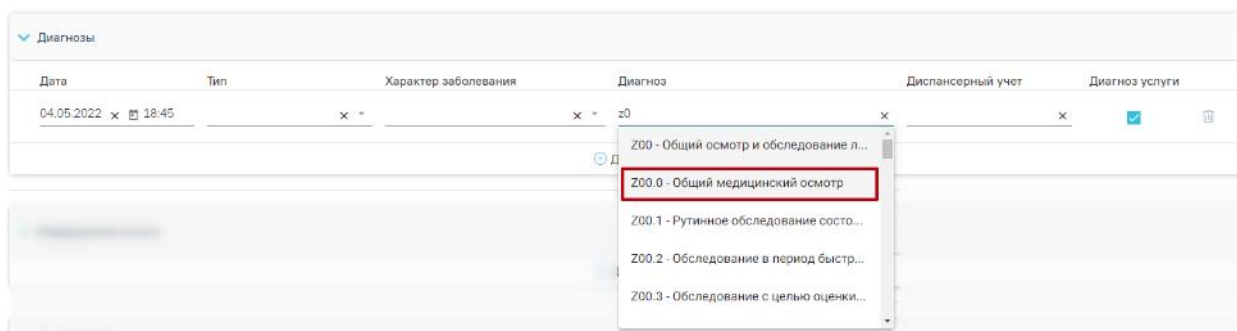 Диагнозы
Дата Тип Характер заболевания Диагноз Диспансерный учет Диагноз услуги
04.05.2022 18:45 z0
Z00 - Общий осмотр и обследование л...
Z00.0 - Общий медицинский осмотр
Z00.1 - Рутинное обследование состо...
Z00.2 - Обследование в период быстр...
Z00.3 - Обследование с целью оценки...